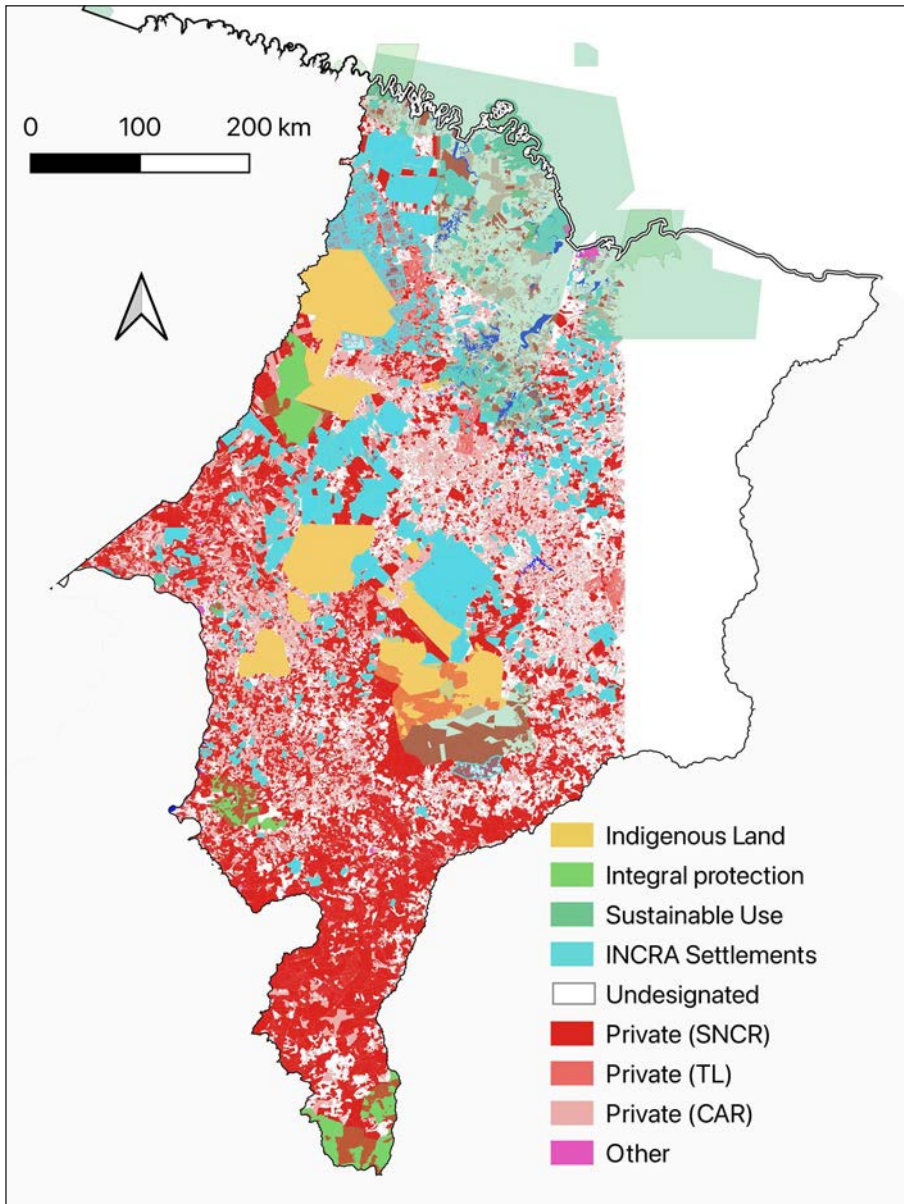 0 100 200 km
Indigenous Land
Integral protection
Sustainable Use
INCRA Settlements
Undesignated
Private (SNCR)
Private (TL)
Private (CAR)
Other